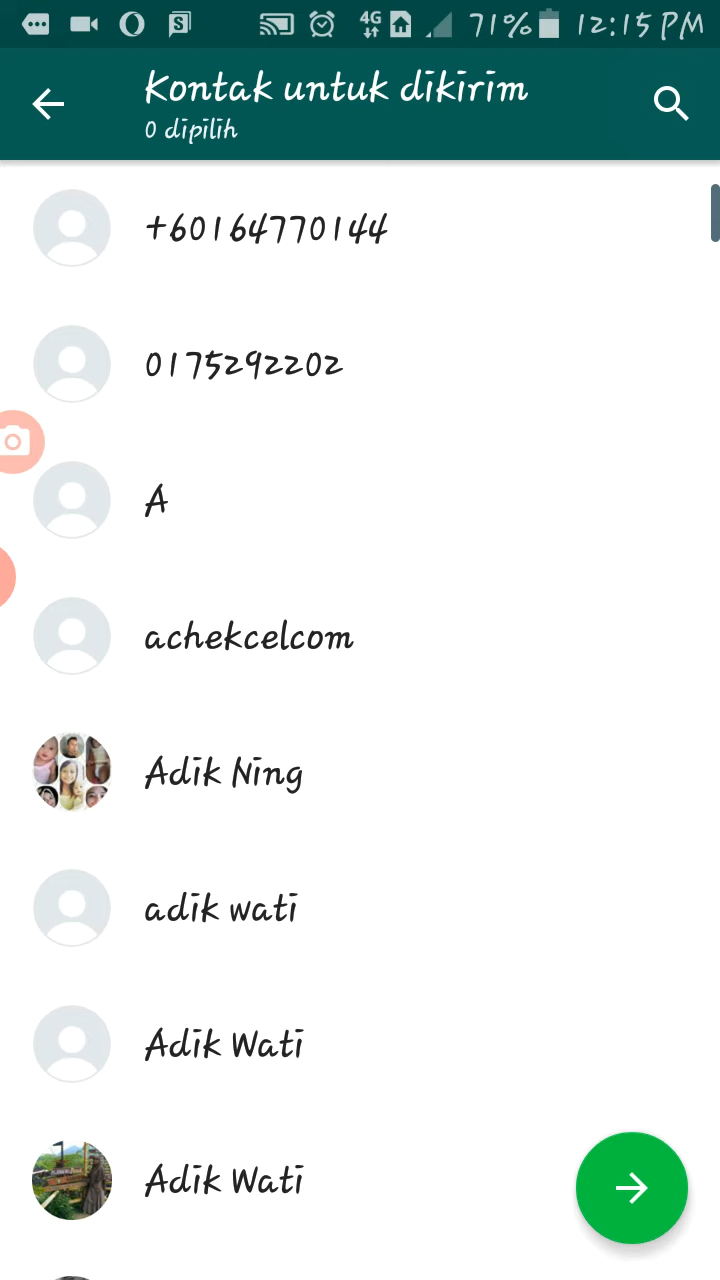 4G 71% 12:15 PM
Kontak untuk dikirim
0 dipilih
+60164770144
0175292202
A
achekcelcom
Adik Ning
adik wati
Adik Wati
Adik Wati